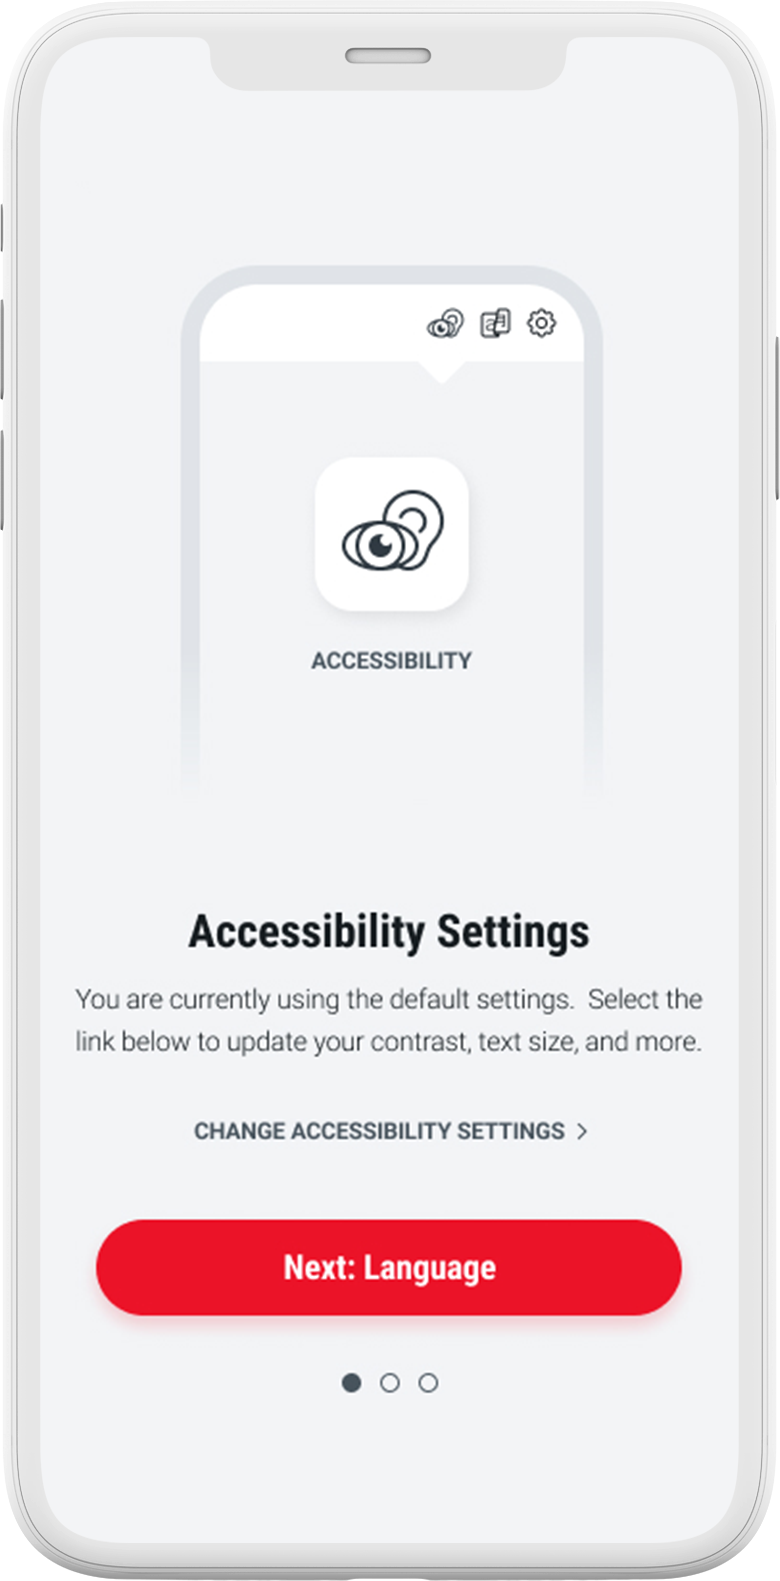 ACCESSIBILITY
Accessibility Settings
You are currently using the default settings.  Select the
link below to update your contrast, text size, and more.
CHANGE ACCESSIBILITY SETTINGS >
Next: Language